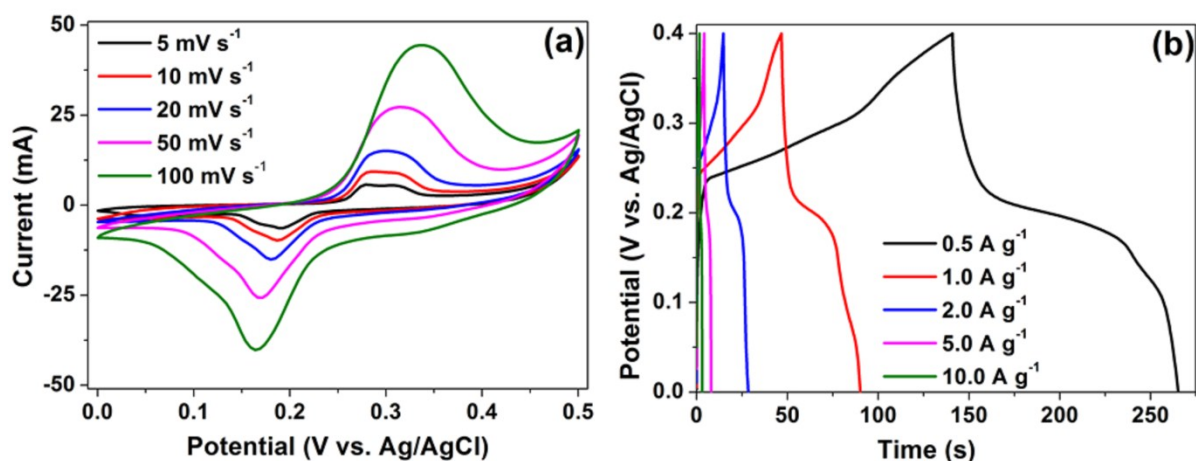 (a)
5 mV s⁻¹
10 mV s⁻¹
20 mV s⁻¹
50 mV s⁻¹
100 mV s⁻¹
50
25
0
-25
-50
Current (mA)
0.0 0.1 0.2 0.3 0.4 0.5
Potential (V vs. Ag/AgCl)
(b)
0.4
0.3
0.2
0.1
0.0
Potential (V vs. Ag/AgCl)
0.5 A g⁻¹
1.0 A g⁻¹
2.0 A g⁻¹
5.0 A g⁻¹
10.0 A g⁻¹
0 50 100 150 200 250
Time (s)